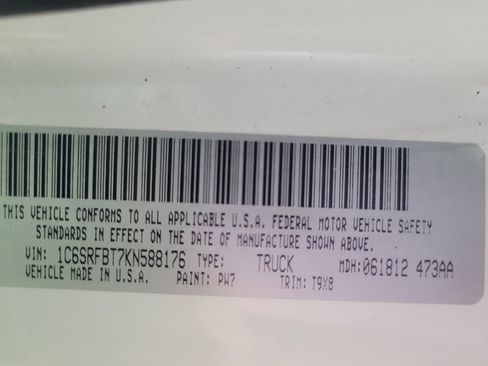 THIS VEHICLE CONFORMS TO ALL APPLICABLE U.S.A. FEDERAL MOTOR VEHICLE SAFETY
STANDARDS IN EFFECT ON THE DATE OF MANUFACTURE SHOWN ABOVE.
VIN: 1C6SRFBT7KN588176 TYPE: TRUCK MDH:061812 473AA
VEHICLE MADE IN U.S.A. PAINT: PW7 TRIM: T9X8